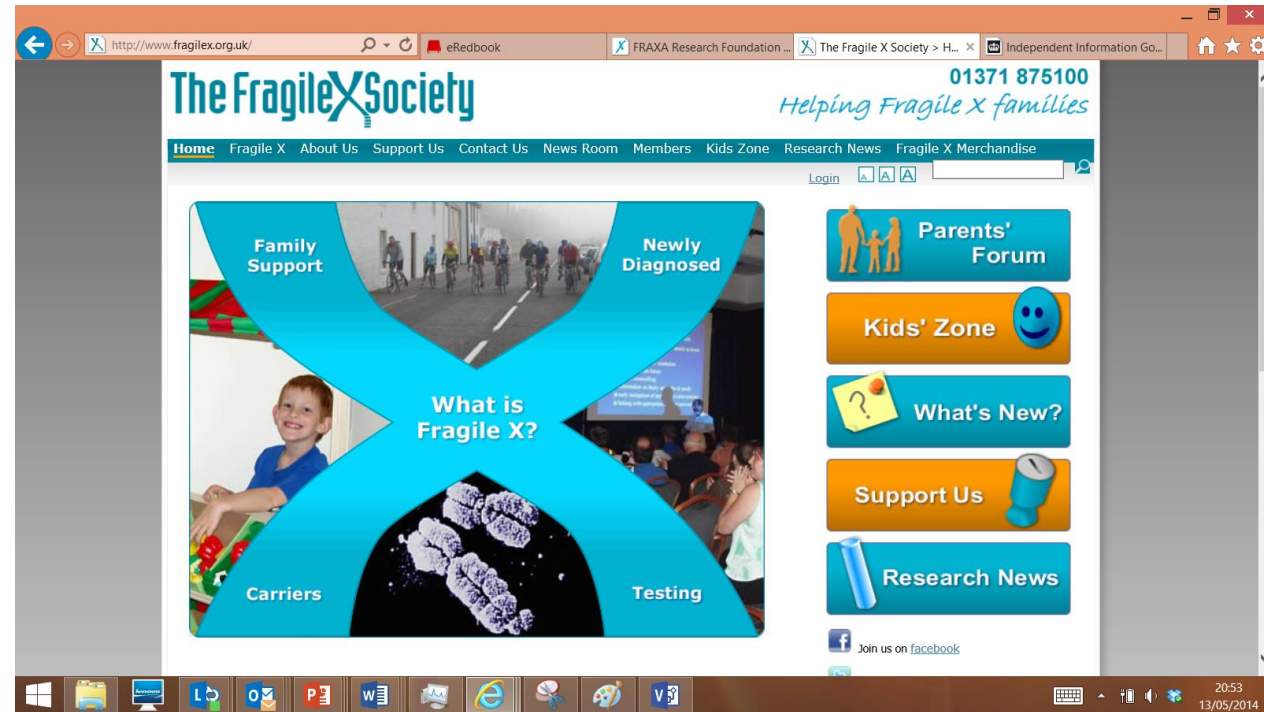 http://www.fragilex.org.uk/
eRedbook
FRAXA Research Foundation ...
The Fragile X Society > H...
Independent Information Go...
The Fragile X Society
01371 875100
Helping Fragile X families
Home Fragile X About Us Support Us Contact Us News Room Members Kids Zone Research News Fragile X Merchandise
Login A A A
Family
Support
Newly
Diagnosed
What is
Fragile X?
Carriers
Testing
Parents'
Forum
Kids' Zone
What's New?
Support Us
Research News
Join us on facebook
20:53
13/05/2014